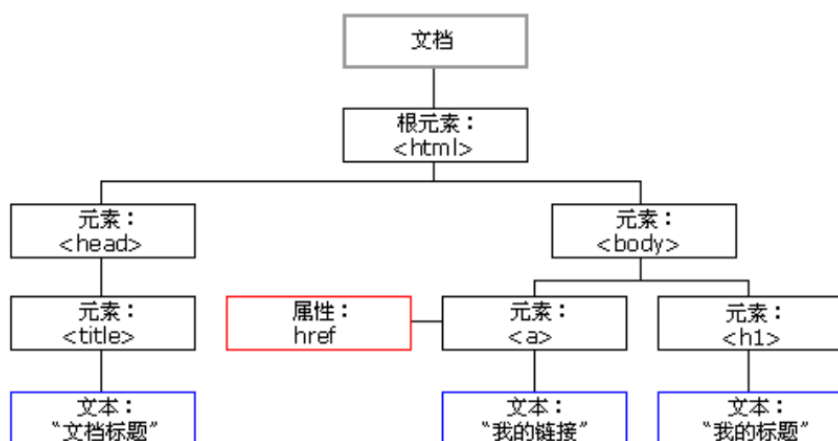 文档
根元素：
<html>
元素：
<head>
元素：
<body>
元素：
<title>
属性：
href
元素：
<a>
元素：
<h1>
文本：
“文档标题”
文本：
“我的链接”
文本：
“我的标题”